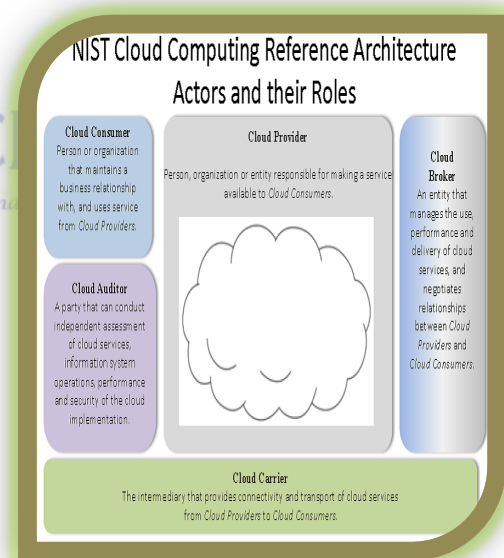 NIST Cloud Computing Reference Architecture
Actors and their Roles
Cloud Consumer
Person or organization
that maintains a
business relationship
with, and uses service
from Cloud Providers.
Cloud Auditor
A party that can conduct
independent assessment
of cloud services,
information system
operations, performance
and security of the cloud
implementation.
Cloud Provider
Person, organization or entity responsible for making a service
available to Cloud Consumers.
Cloud
Broker
An entity that
manages the use,
performance and
delivery of cloud
services, and
negotiates
relationships
between Cloud
Providers and
Cloud Consumers.
Cloud Carrier
The intermediary that provides connectivity and transport of cloud services
from Cloud Providers to Cloud Consumers.